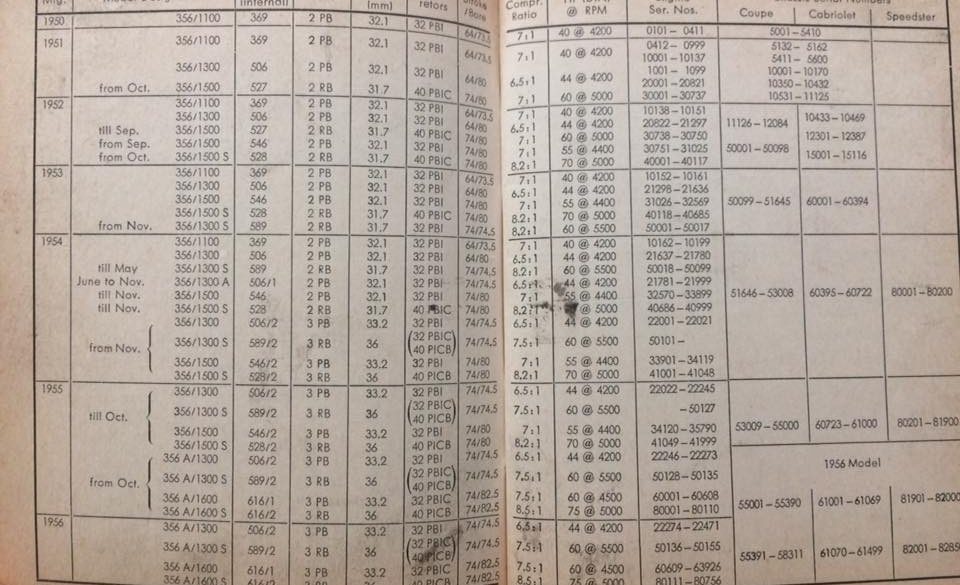 Mfg. (Internal) (mm) retors Stroke /Bore Compr. Ratio @ RPM Ser. Nos. Coupe Cabriolet Speedster
1950 356/1100 369 2 PB 32.1 32 PBI 64/73.5 7:1 40 @ 4200 0101 – 0411 5001–5410
1951 356/1100 369 2 PB 32.1 32 PBI 64/73.5 7:1 40 @ 4200 0412 – 0999 5132 – 5162
10001–10137 5411 – 5600
356/1300 506 2 PB 32.1 32 PBI 64/80 6.5:1 44 @ 4200 1001 – 1099 10001–10170
20001–20821 10350–10432
from Oct. 356/1500 527 2 RB 31.7 40 PBIC 74/80 7:1 60 @ 5000 30001–30737 10531–11125
1952 356/1100 369 2 PB 32.1 32 PBI 64/73.5 7:1 40 @ 4200 10138–10151
356/1300 506 2 PB 32.1 32 PBI 64/80 6.5:1 44 @ 4200 20822–21297 11126–12084 10433–10469
till Sep. 356/1500 527 2 RB 31.7 40 PBIC 74/80 7:1 60 @ 5000 30738–30750 12301–12387
from Sep. 356/1500 546 2 PB 32.1 32 PBI 74/80 7:1 55 @ 4400 30751–31025 50001–50098 15001–15116
from Oct. 356/1500 S 528 2 RB 31.7 40 PBIC 74/80 8.2:1 70 @ 5000 40001–40117
1953 356/1100 369 2 PB 32.1 32 PBI 64/73.5 7:1 40 @ 4200 10152–10161
356/1300 506 2 PB 32.1 32 PBI 64/80 6.5:1 44 @ 4200 21298–21636
356/1500 546 2 PB 32.1 32 PBI 74/80 7:1 55 @ 4400 31026–32569 50099–51645 60001–60394
356/1500 S 528 2 RB 31.7 40 PBIC 74/80 8.2:1 70 @ 5000 40118–40685
from Nov. 356/1300 S 589 2 RB 31.7 32 PBI 74/74.5 8.2:1 60 @ 5500 50001–50017
1954 356/1100 369 2 PB 32.1 32 PBI 64/73.5 7:1 40 @ 4200 10162–10199
356/1300 506 2 PB 32.1 32 PBI 64/80 6.5:1 44 @ 4200 21637–21780
till May 356/1300 S 589 2 RB 31.7 32 PBI 74/74.5 8.2:1 60 @ 5500 50018–50099
June to Nov. 356/1300 A 506/1 2 PB 32.1 32 PBI 74/74.5 6.5:1 44 @ 4200 21781–21999
till Nov. 356/1500 546 2 PB 32.1 32 PBI 74/80 7:1 55 @ 4400 32570–33899 51646–53008 60395–60722 80001–80200
till Nov. 356/1500 S 528 2 RB 31.7 40 PBIC 74/80 8.2:1 @ 5000 40686–40999
356/1300 506/2 3 PB 33.2 32 PBI 74/74.5 6.5:1 44 @ 4200 22001–22021
from Nov. { 356/1300 S 589/2 3 RB 36 (32 PBIC 40 PICB) 74/74.5 7.5:1 60 @ 5500 50101–
356/1500 546/2 3 PB 33.2 32 PBI 74/80 7:1 55 @ 4400 33901–34119
356/1500 S 528/2 3 RB 36 40 PICB 74/80 8.2:1 70 @ 5000 41001–41048
1955 356/1300 506/2 3 PB 33.2 32 PBI 74/74.5 6.5:1 44 @ 4200 22022–22245
till Oct. { 356/1300 S 589/2 3 RB 36 (32 PBIC 40 PICB) 74/74.5 7.5:1 60 @ 5500 –50127
356/1500 546/2 3 PB 33.2 32 PBI 74/80 7:1 55 @ 4400 34120–35790 53009–55000 60723–61000 80201–81900
356/1500 S 528/2 3 RB 36 40 PICB 74/80 8.2:1 70 @ 5000 41049–41999
356 A/1300 506/2 3 PB 33.2 32 PBI 74/74.5 6.5:1 44 @ 4200 22246–22273 1956 Model
from Oct. { 356 A/1300 S 589/2 3 RB 36 (32 PBIC 40 PICB) 74/74.5 7.5:1 60 @ 5500 50128–50135
356 A/1600 616/1 3 PB 33.2 32 PBI 74/82.5 7.5:1 60 @ 4500 60001–60608 55001–55390 61001–61069 81901–82000
356 A/1600 S 616/2 3 RB 36 40 PICB 74/82.5 8.5:1 75 @ 5000 80001–80110
1956 356 A/1300 506/2 3 PB 33.2 32 PBI 74/74.5 6.5:1 44 @ 4200 22274–22471
356 A/1300 S 589/2 3 RB 36 (32 PBIC 40 PICB) 74/74.5 7.5:1 60 @ 5500 50136–50155 55391–58311 61070–61499
356 A/1600 616/1 3 PB 33.2 32 PBI 74/82.5 7.5:1 60 @ 4500 60609–63926
356 A/1600 S 616/2 3 RB 36 40 PICB 74/82.5 8.5:1 75 @ 5000 80111–80756